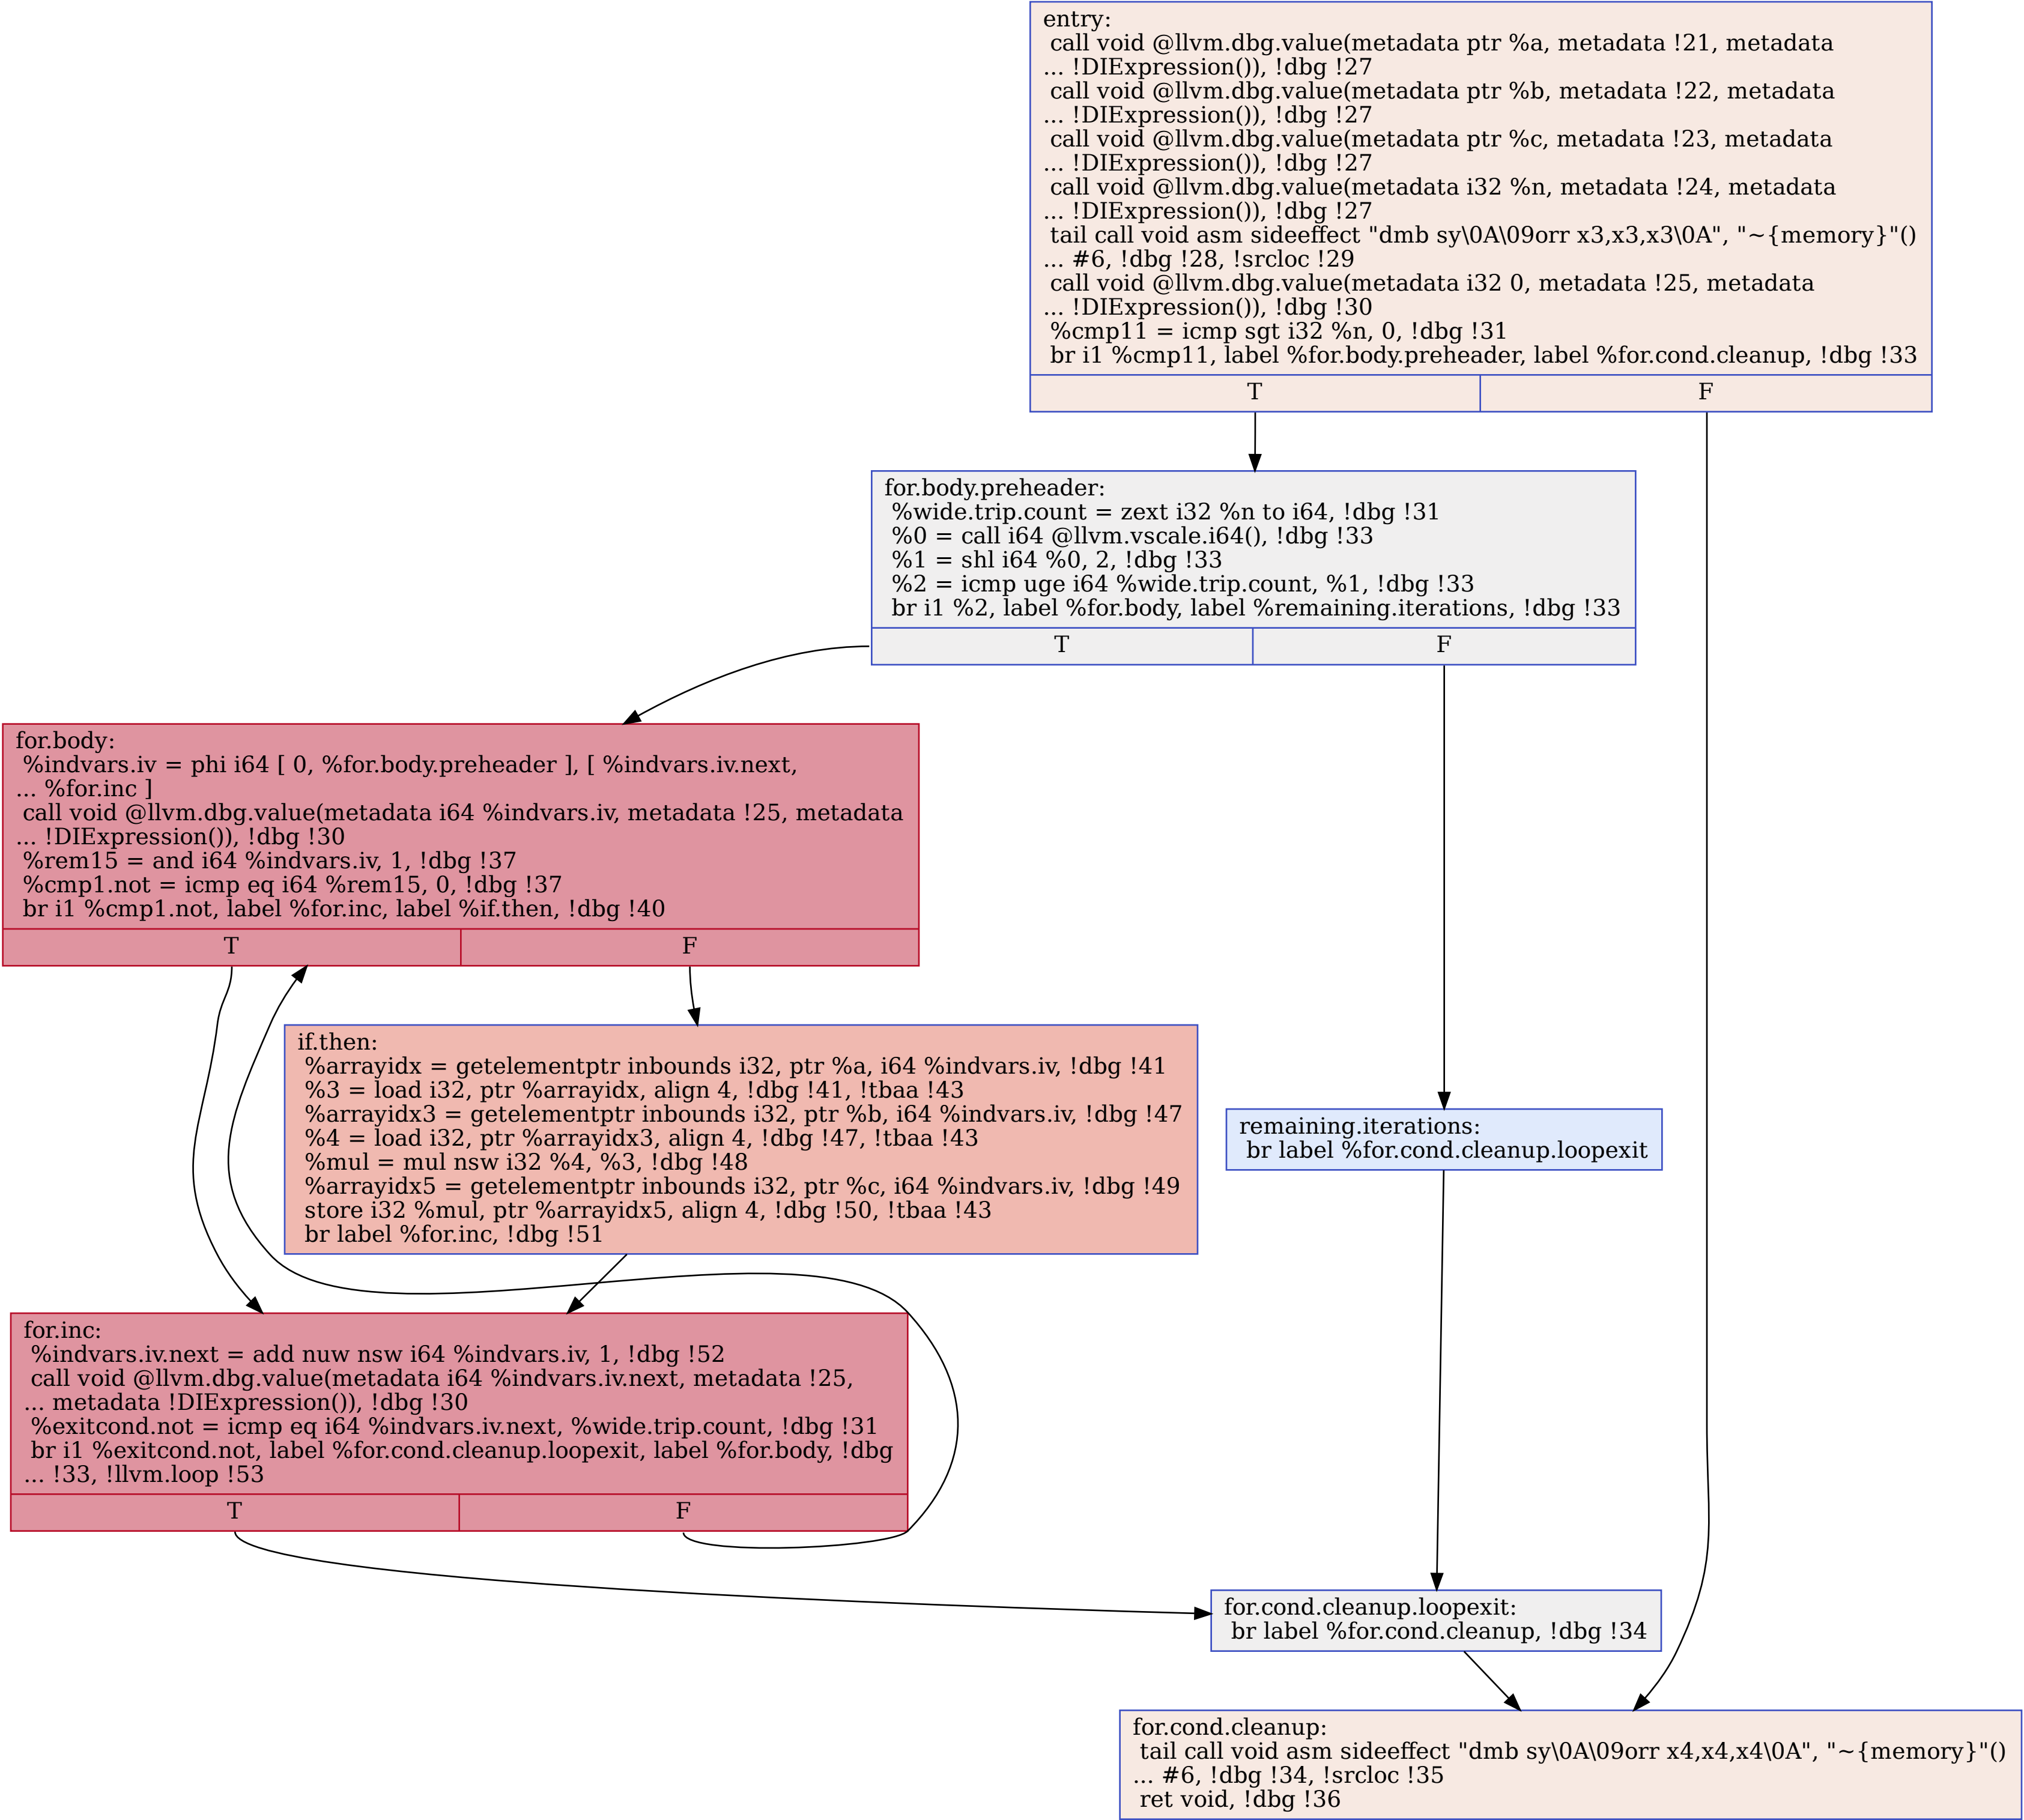 entry:
call void @llvm.dbg.value(metadata ptr %a, metadata !21, metadata
... !DIExpression()), !dbg !27
call void @llvm.dbg.value(metadata ptr %b, metadata !22, metadata
... !DIExpression()), !dbg !27
call void @llvm.dbg.value(metadata ptr %c, metadata !23, metadata
... !DIExpression()), !dbg !27
call void @llvm.dbg.value(metadata i32 %n, metadata !24, metadata
... !DIExpression()), !dbg !27
tail call void asm sideeffect "dmb sy\0A\09orr x3,x3,x3\0A", "~{memory}"()
... #6, !dbg !28, !srcloc !29
call void @llvm.dbg.value(metadata i32 0, metadata !25, metadata
... !DIExpression()), !dbg !30
%cmp11 = icmp sgt i32 %n, 0, !dbg !31
br i1 %cmp11, label %for.body.preheader, label %for.cond.cleanup, !dbg !33
T F
for.body.preheader:
%wide.trip.count = zext i32 %n to i64, !dbg !31
%0 = call i64 @llvm.vscale.i64(), !dbg !33
%1 = shl i64 %0, 2, !dbg !33
%2 = icmp uge i64 %wide.trip.count, %1, !dbg !33
br i1 %2, label %for.body, label %remaining.iterations, !dbg !33
T F
for.body:
%indvars.iv = phi i64 [ 0, %for.body.preheader ], [ %indvars.iv.next,
... %for.inc ]
call void @llvm.dbg.value(metadata i64 %indvars.iv, metadata !25, metadata
... !DIExpression()), !dbg !30
%rem15 = and i64 %indvars.iv, 1, !dbg !37
%cmp1.not = icmp eq i64 %rem15, 0, !dbg !37
br i1 %cmp1.not, label %for.inc, label %if.then, !dbg !40
T F
if.then:
%arrayidx = getelementptr inbounds i32, ptr %a, i64 %indvars.iv, !dbg !41
%3 = load i32, ptr %arrayidx, align 4, !dbg !41, !tbaa !43
%arrayidx3 = getelementptr inbounds i32, ptr %b, i64 %indvars.iv, !dbg !47
%4 = load i32, ptr %arrayidx3, align 4, !dbg !47, !tbaa !43
%mul = mul nsw i32 %4, %3, !dbg !48
%arrayidx5 = getelementptr inbounds i32, ptr %c, i64 %indvars.iv, !dbg !49
store i32 %mul, ptr %arrayidx5, align 4, !dbg !50, !tbaa !43
br label %for.inc, !dbg !51
remaining.iterations:
br label %for.cond.cleanup.loopexit
for.inc:
%indvars.iv.next = add nuw nsw i64 %indvars.iv, 1, !dbg !52
call void @llvm.dbg.value(metadata i64 %indvars.iv.next, metadata !25,
... metadata !DIExpression()), !dbg !30
%exitcond.not = icmp eq i64 %indvars.iv.next, %wide.trip.count, !dbg !31
br i1 %exitcond.not, label %for.cond.cleanup.loopexit, label %for.body, !dbg
... !33, !llvm.loop !53
T F
for.cond.cleanup.loopexit:
br label %for.cond.cleanup, !dbg !34
for.cond.cleanup:
tail call void asm sideeffect "dmb sy\0A\09orr x4,x4,x4\0A", "~{memory}"()
... #6, !dbg !34, !srcloc !35
ret void, !dbg !36